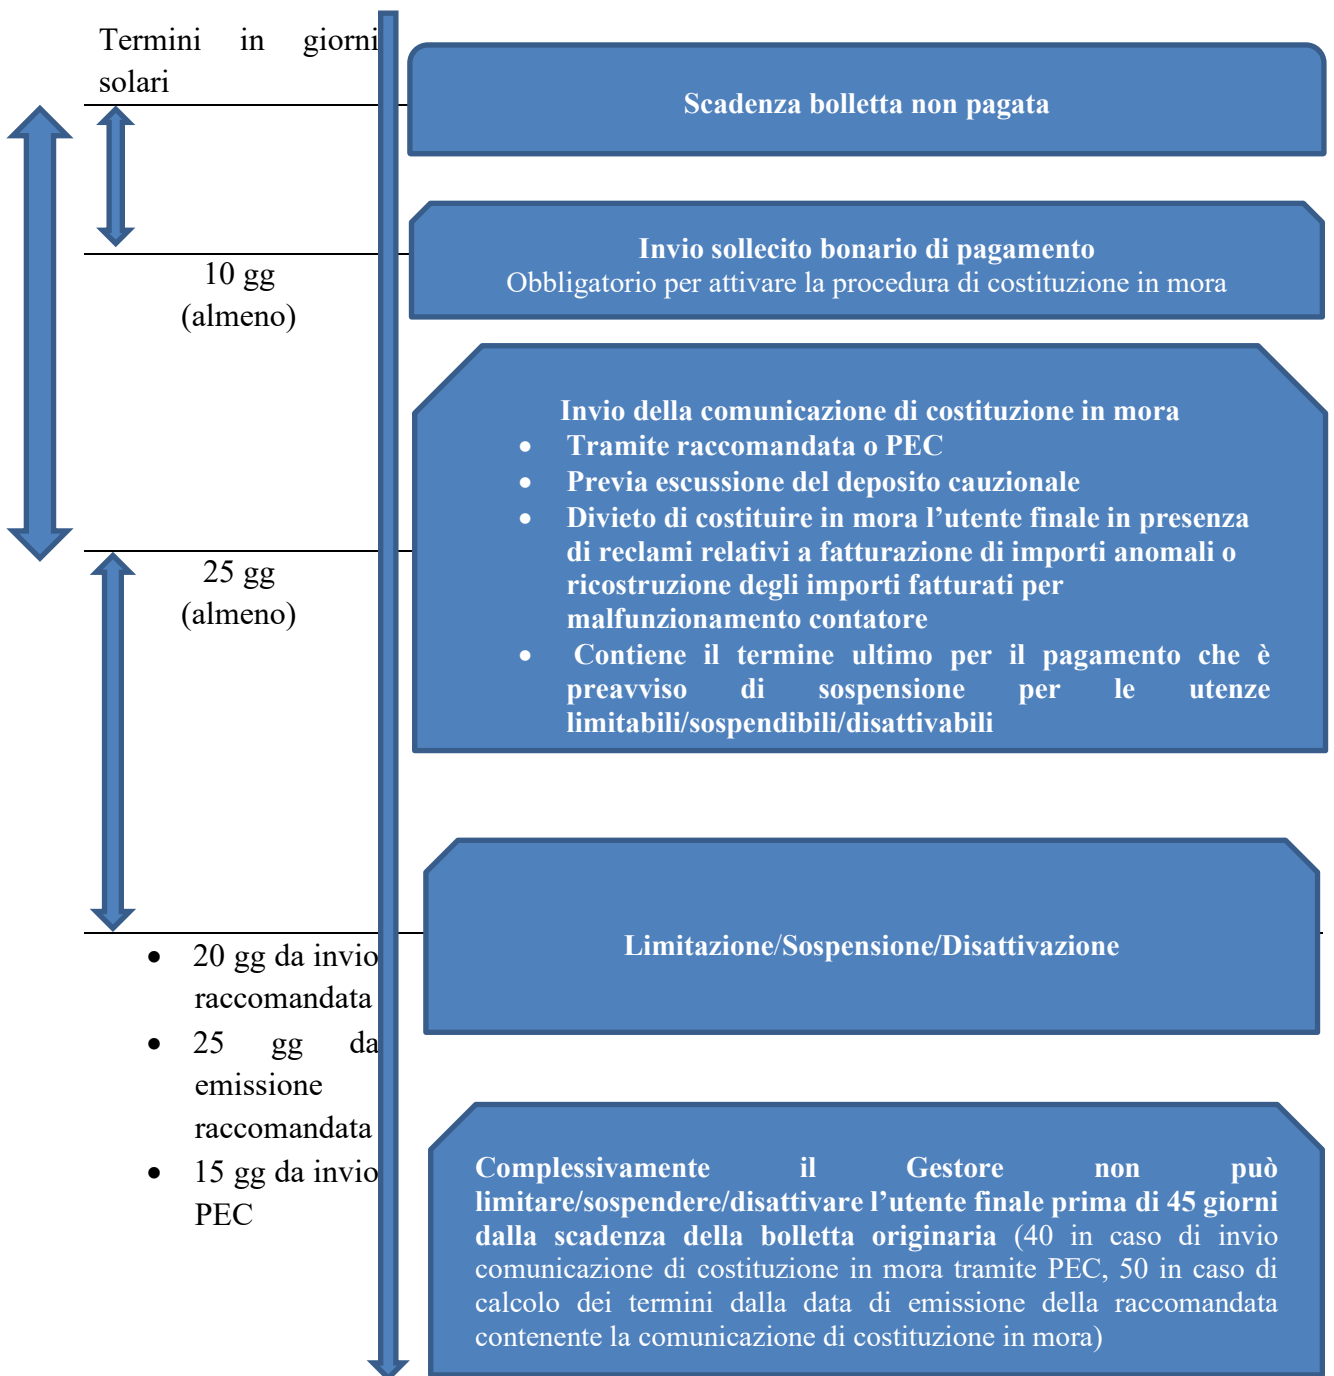 Termini in giorni
solari
Scadenza bolletta non pagata
Invio sollecito bonario di pagamento
Obbligatorio per attivare la procedura di costituzione in mora
10 gg
(almeno)
Invio della comunicazione di costituzione in mora
• Tramite raccomandata o PEC
• Previa escussione del deposito cauzionale
• Divieto di costituire in mora l’utente finale in presenza
di reclami relativi a fatturazione di importi anomali o
ricostruzione degli importi fatturati per
malfunzionamento contatore
• Contiene il termine ultimo per il pagamento che è
preavviso di sospensione per le utenze
limitabili/sospendibili/disattivabili
25 gg
(almeno)
Limitazione/Sospensione/Disattivazione
• 20 gg da invio
raccomandata
• 25 gg da
emissione
raccomandata
• 15 gg da invio
PEC
Complessivamente il Gestore non può
limitare/sospendere/disattivare l’utente finale prima di 45 giorni
dalla scadenza della bolletta originaria (40 in caso di invio
comunicazione di costituzione in mora tramite PEC, 50 in caso di
calcolo dei termini dalla data di emissione della raccomandata
contenente la comunicazione di costituzione in mora)